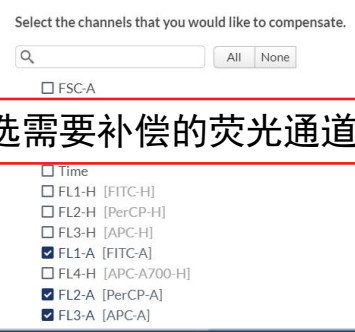 Select the channels that you would like to compensate.
All None
FSC-A
选需要补偿的荧光通道
Time
FL1-H [FITC-H]
FL2-H [PerCP-H]
FL3-H [APC-H]
FL1-A [FITC-A]
FL4-H [APC-A700-H]
FL2-A [PerCP-A]
FL3-A [APC-A]